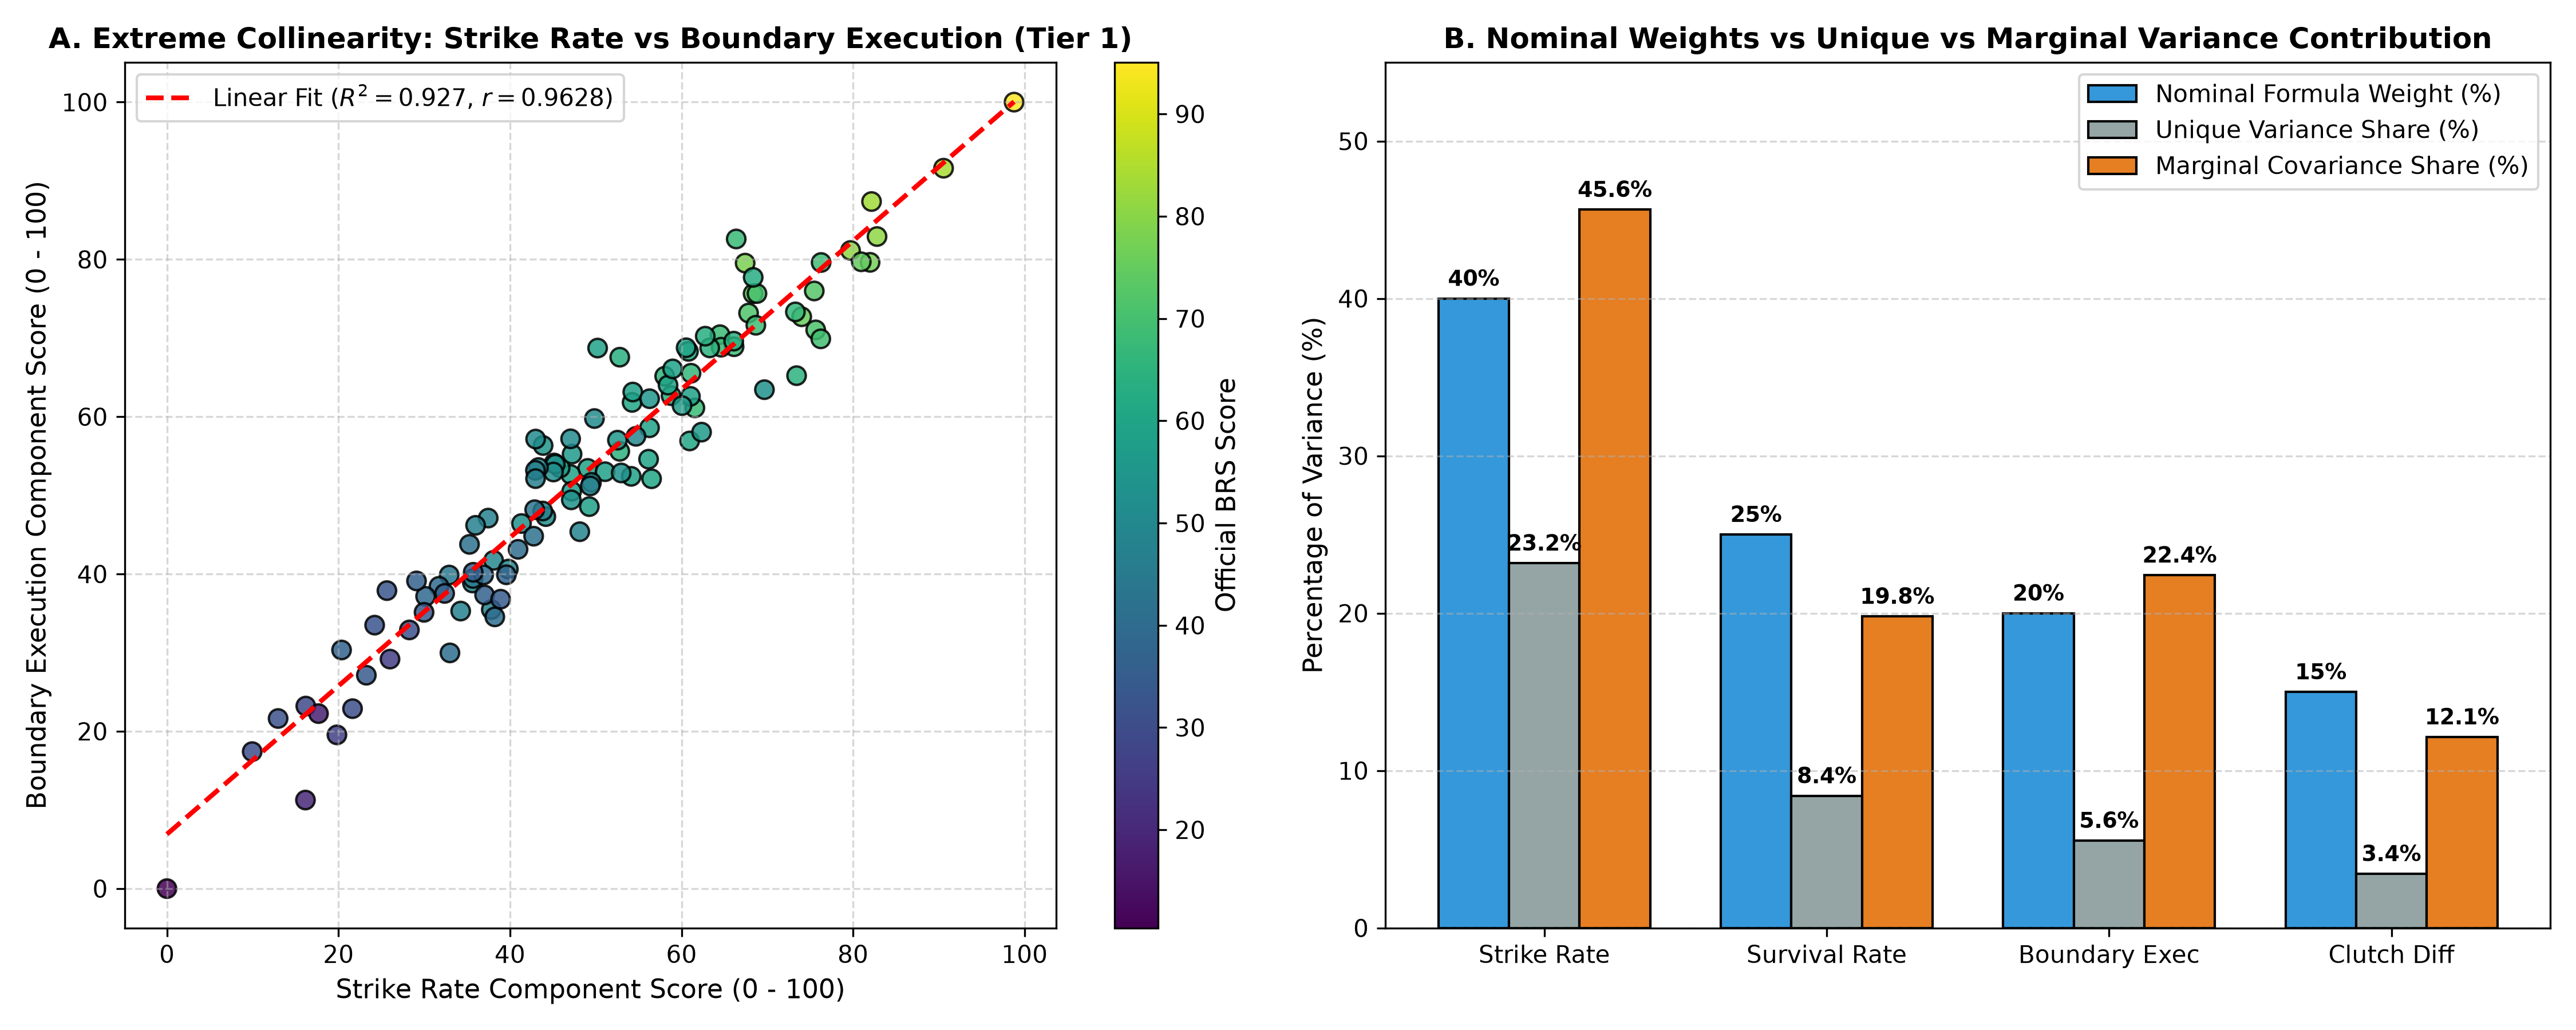 A. Extreme Collinearity: Strike Rate vs Boundary Execution (Tier 1)
Linear Fit (R² = 0.927, r = 0.9628)
Boundary Execution Component Score (0 - 100)
100
80
60
40
20
0
0 20 40 60 80 100
Strike Rate Component Score (0 - 100)
90
80
70
60
50
40
30
20
Official BRS Score
B. Nominal Weights vs Unique vs Marginal Variance Contribution
Nominal Formula Weight (%)
Unique Variance Share (%)
Marginal Covariance Share (%)
Percentage of Variance (%)
50
40
30
20
10
0
40% 23.2% 45.6%
25% 8.4% 19.8%
20% 5.6% 22.4%
15% 3.4% 12.1%
Strike Rate Survival Rate Boundary Exec Clutch Diff